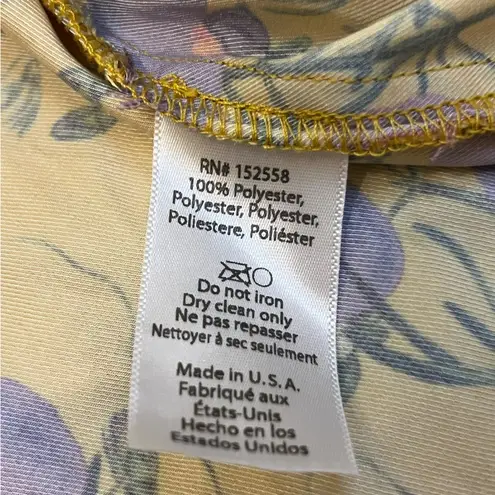 RN# 152558
100% Polyester,
Polyester, Polyester,
Poliestere, Poliéster
Do not iron
Dry clean only
Ne pas repasser
Nettoyer à sec seulement
Made in U.S.A.
Fabriqué aux
États-Unis
Hecho en los
Estados Unidos